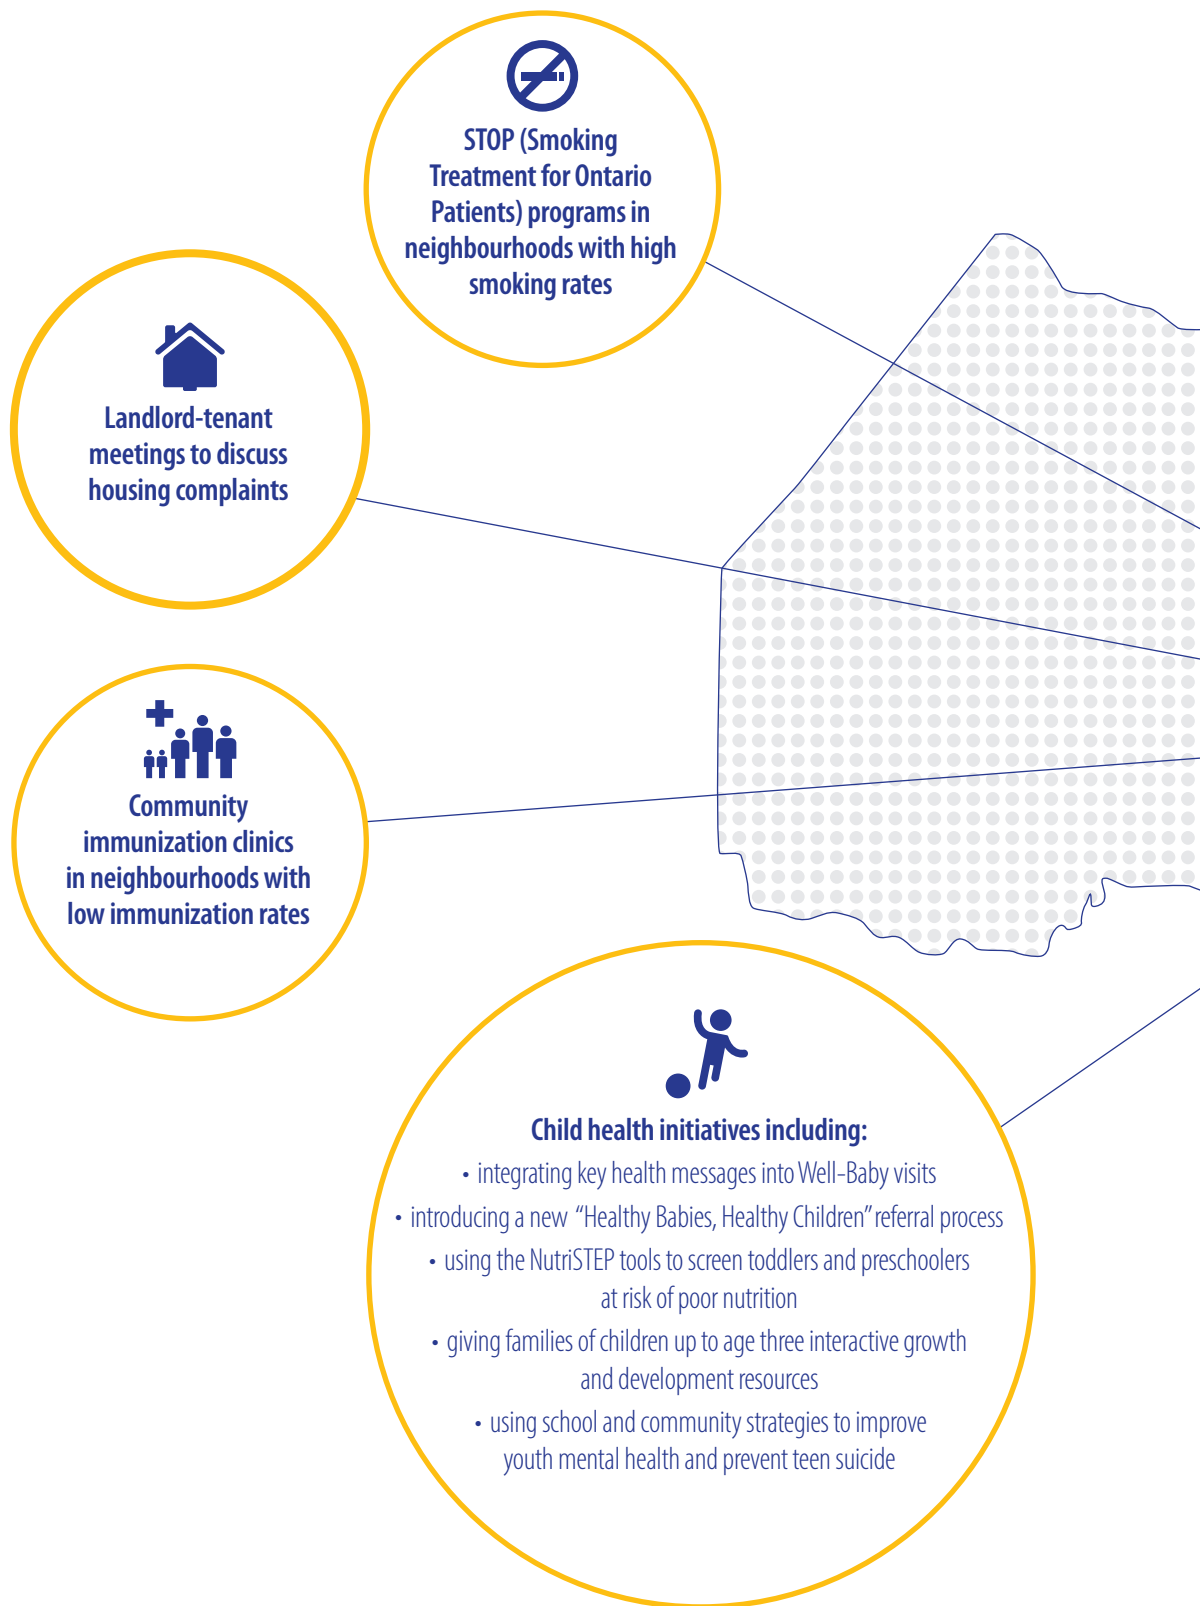 STOP (Smoking
Treatment for Ontario
Patients) programs in
neighbourhoods with high
smoking rates
Landlord-tenant
meetings to discuss
housing complaints
Community
immunization clinics
in neighbourhoods with
low immunization rates
Child health initiatives including:
• integrating key health messages into Well-Baby visits
• introducing a new “Healthy Babies, Healthy Children” referral process
• using the NutriSTEP tools to screen toddlers and preschoolers
at risk of poor nutrition
• giving families of children up to age three interactive growth
and development resources
• using school and community strategies to improve
youth mental health and prevent teen suicide